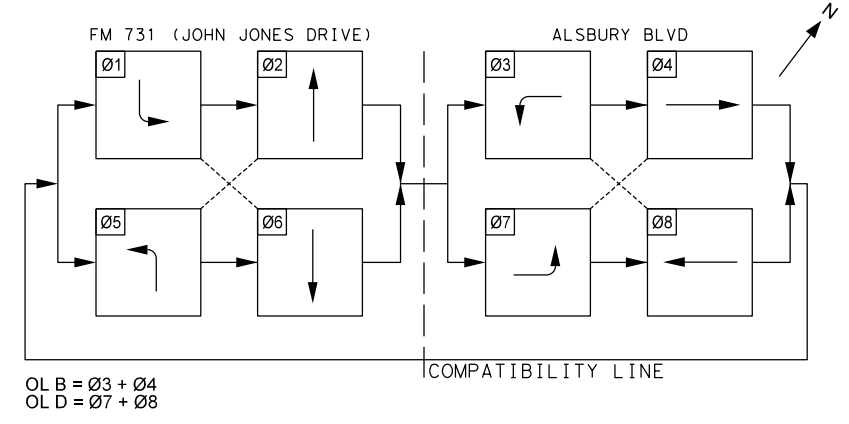 N
FM 731 (JOHN JONES DRIVE)
ALSBURY BLVD
Ø1
Ø2
Ø3
Ø4
Ø5
Ø6
Ø7
Ø8
COMPATIBILITY LINE
OL B = Ø3 + Ø4
OL D = Ø7 + Ø8